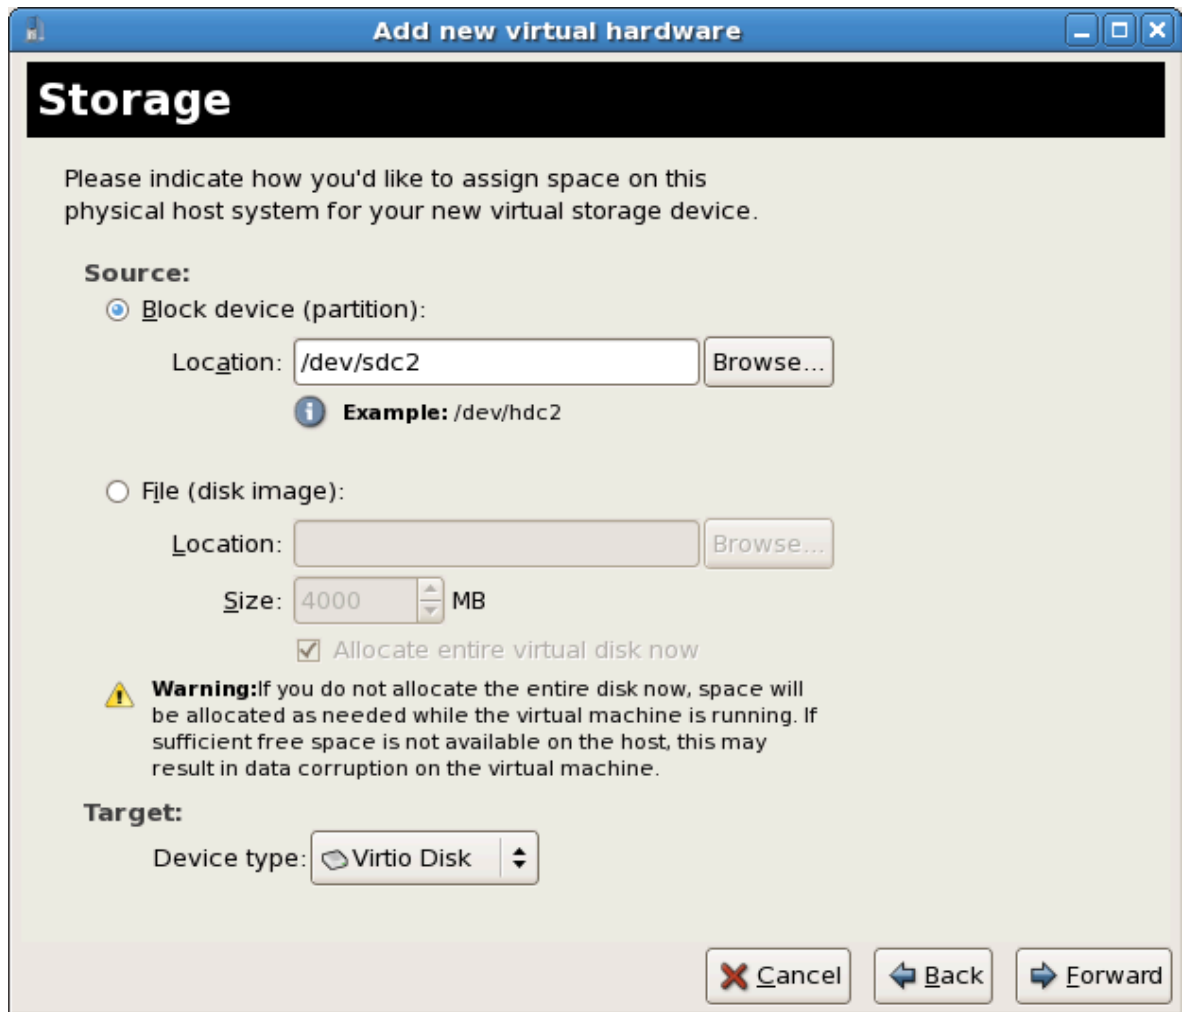 Add new virtual hardware
Storage
Please indicate how you'd like to assign space on this
physical host system for your new virtual storage device.
Source:
Block device (partition):
Location: /dev/sdc2 Browse...
Example: /dev/hdc2
File (disk image):
Location: Browse...
Size: 4000 MB
Allocate entire virtual disk now
Warning:If you do not allocate the entire disk now, space will
be allocated as needed while the virtual machine is running. If
sufficient free space is not available on the host, this may
result in data corruption on the virtual machine.
Target:
Device type: Virtio Disk
Cancel Back Forward